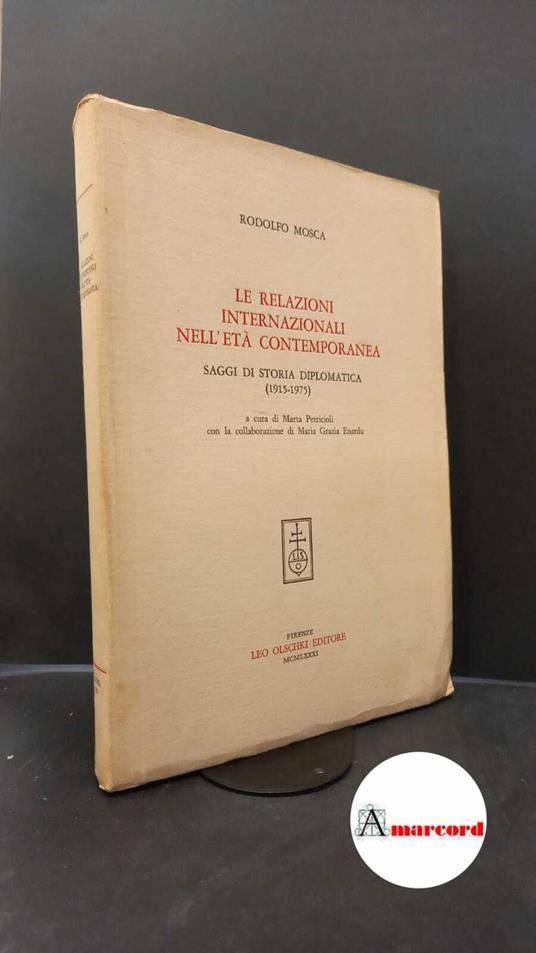 RODOLFO MOSCA
LE RELAZIONI
INTERNAZIONALI
NELL'ETÀ CONTEMPORANEA
SAGGI DI STORIA DIPLOMATICA
(1915-1975)
a cura di Marta Petricioli
con la collaborazione di Maria Grazia Enardu
L S
O
FIRENZE
LEO OLSCHKI EDITORE
MCMLXXXI
Amarcord